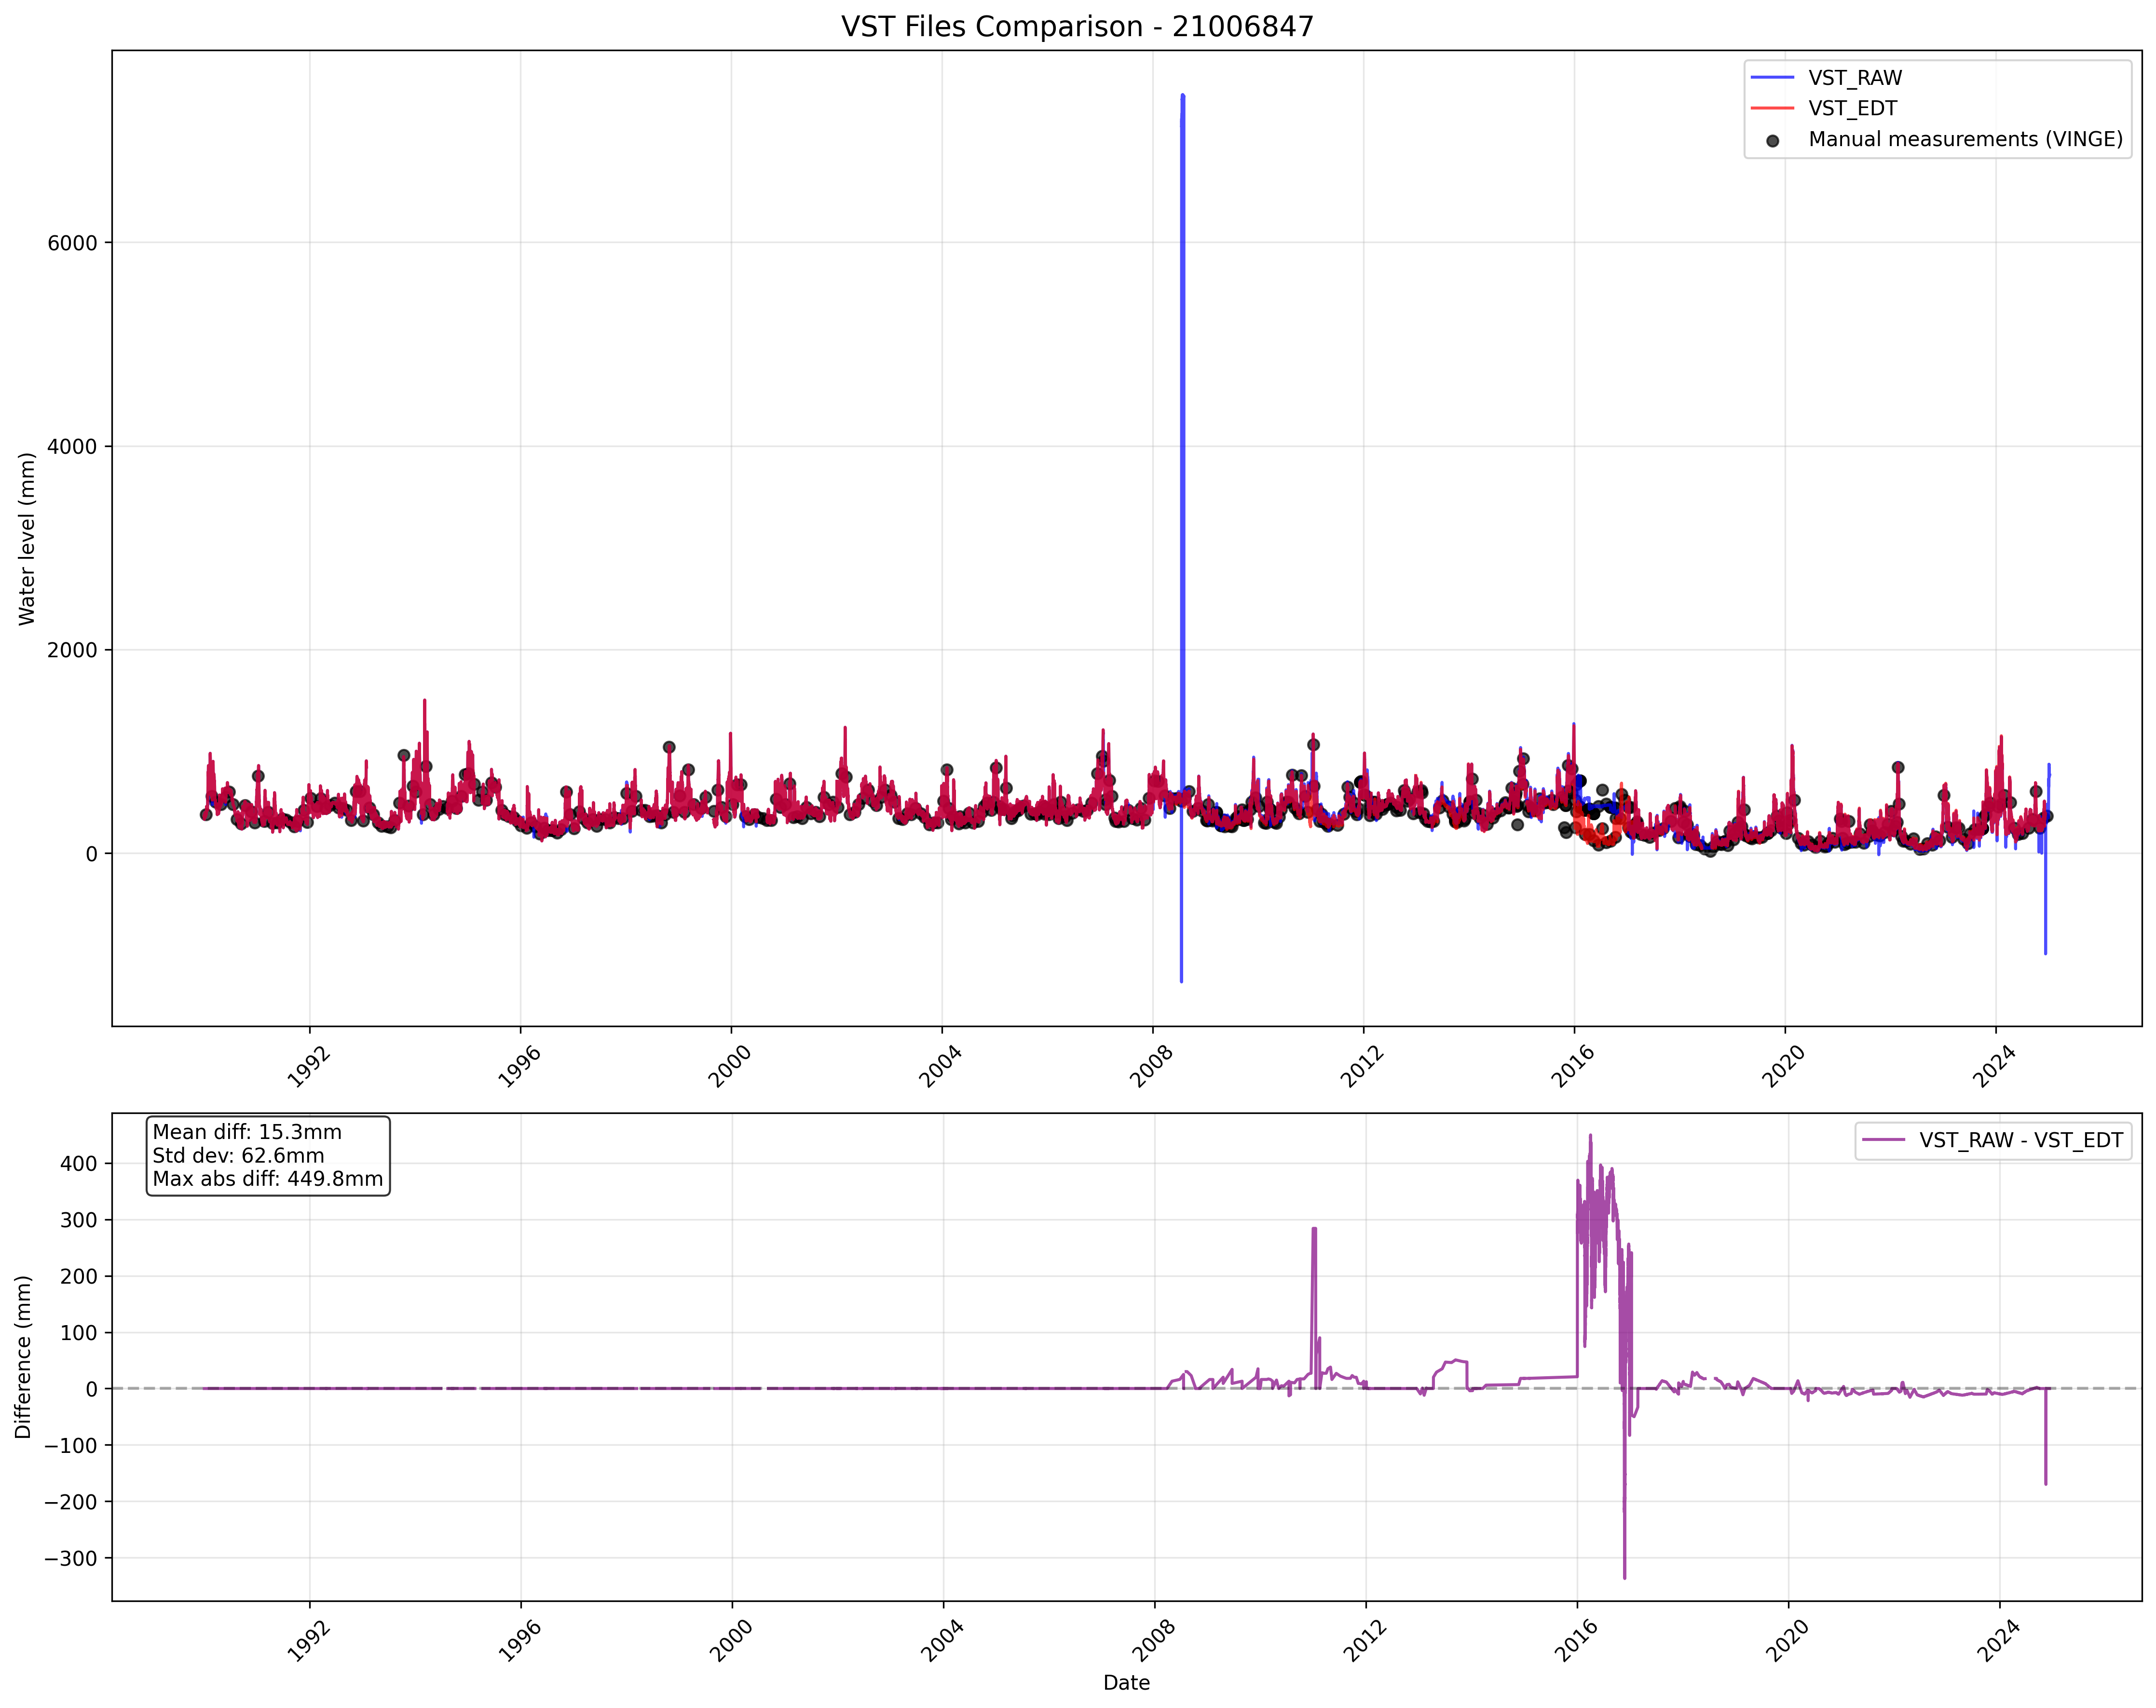 VST Files Comparison - 21006847
VST_RAW
VST_EDT
Manual measurements (VINGE)
Water level (mm)
6000
4000
2000
0
1992
1996
2000
2004
2008
2012
2016
2020
2024
Mean diff: 15.3mm
Std dev: 62.6mm
Max abs diff: 449.8mm
VST_RAW - VST_EDT
Difference (mm)
400
300
200
100
0
−100
−200
−300
1992
1996
2000
2004
2008
2012
2016
2020
2024
Date